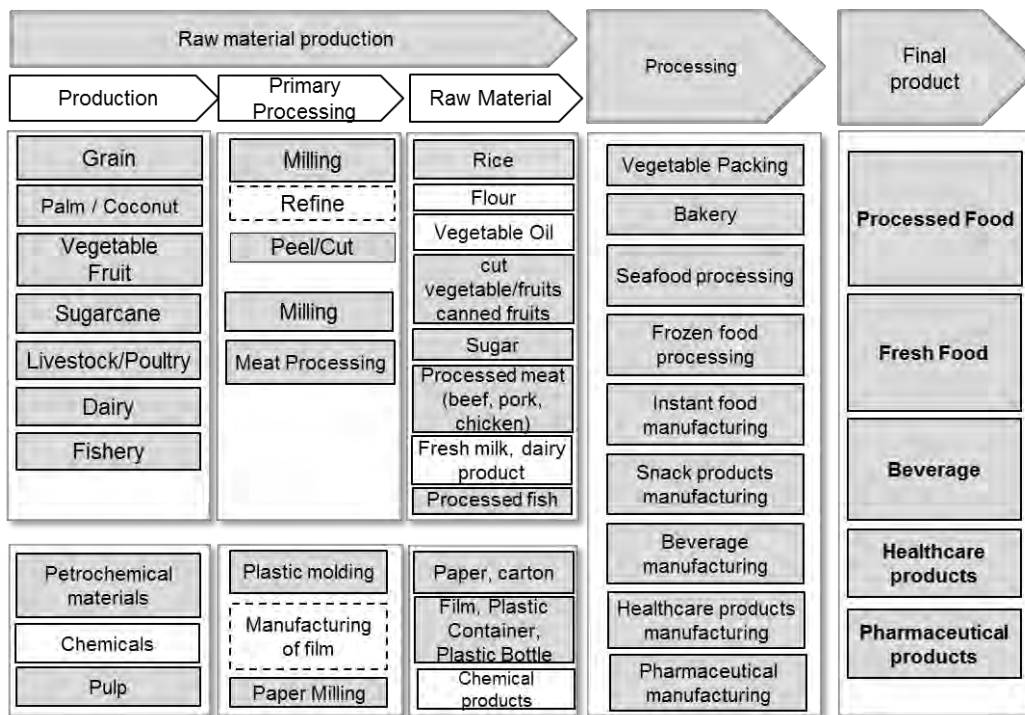 Raw material production
Processing
Final
product
Production
Primary
Processing
Raw Material
Grain
Palm / Coconut
Vegetable
Fruit
Sugarcane
Livestock/Poultry
Dairy
Fishery
Milling
Refine
Peel/Cut
Milling
Meat Processing
Rice
Flour
Vegetable Oil
cut
vegetable/fruits
canned fruits
Sugar
Processed meat
(beef, pork,
chicken)
Fresh milk, dairy
product
Processed fish
Petrochemical
materials
Chemicals
Pulp
Plastic molding
Manufacturing
of film
Paper Milling
Paper, carton
Film, Plastic
Container,
Plastic Bottle
Chemical
products
Vegetable Packing
Bakery
Seafood processing
Frozen food
processing
Instant food
manufacturing
Snack products
manufacturing
Beverage
manufacturing
Healthcare products
manufacturing
Pharmaceutical
manufacturing
Processed Food
Fresh Food
Beverage
Healthcare
products
Pharmaceutical
products